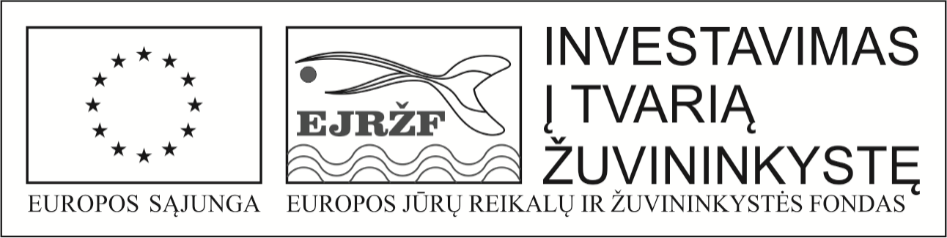 INVESTAVIMAS
Į TVARIĄ
ŽUVININKYSTĘ
EJRŽF
EUROPOS SĄJUNGA
EUROPOS JŪRŲ REIKALŲ IR ŽUVININKYSTĖS FONDAS